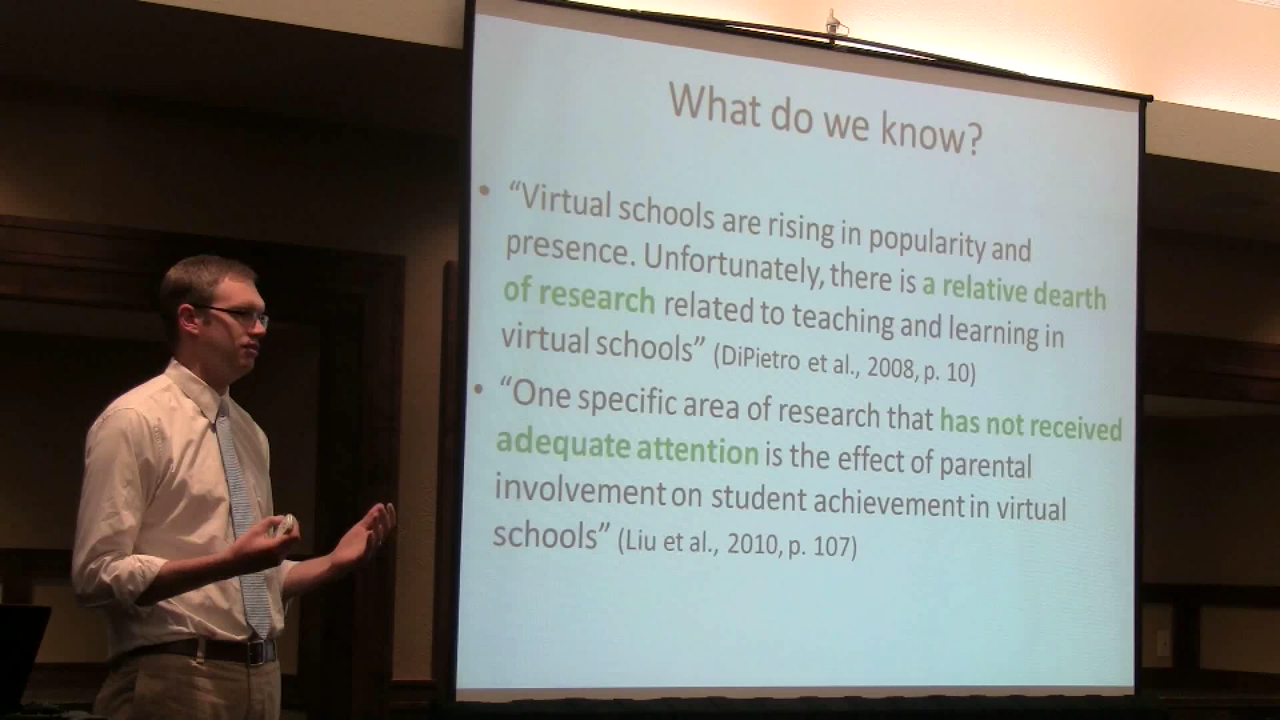 What do we know?
• “Virtual schools are rising in popularity and
presence. Unfortunately, there is a relative dearth
of research related to teaching and learning in
virtual schools” (DiPietro et al., 2008, p. 10)
• “One specific area of research that has not received
adequate attention is the effect of parental
involvement on student achievement in virtual
schools” (Liu et al., 2010, p. 107)